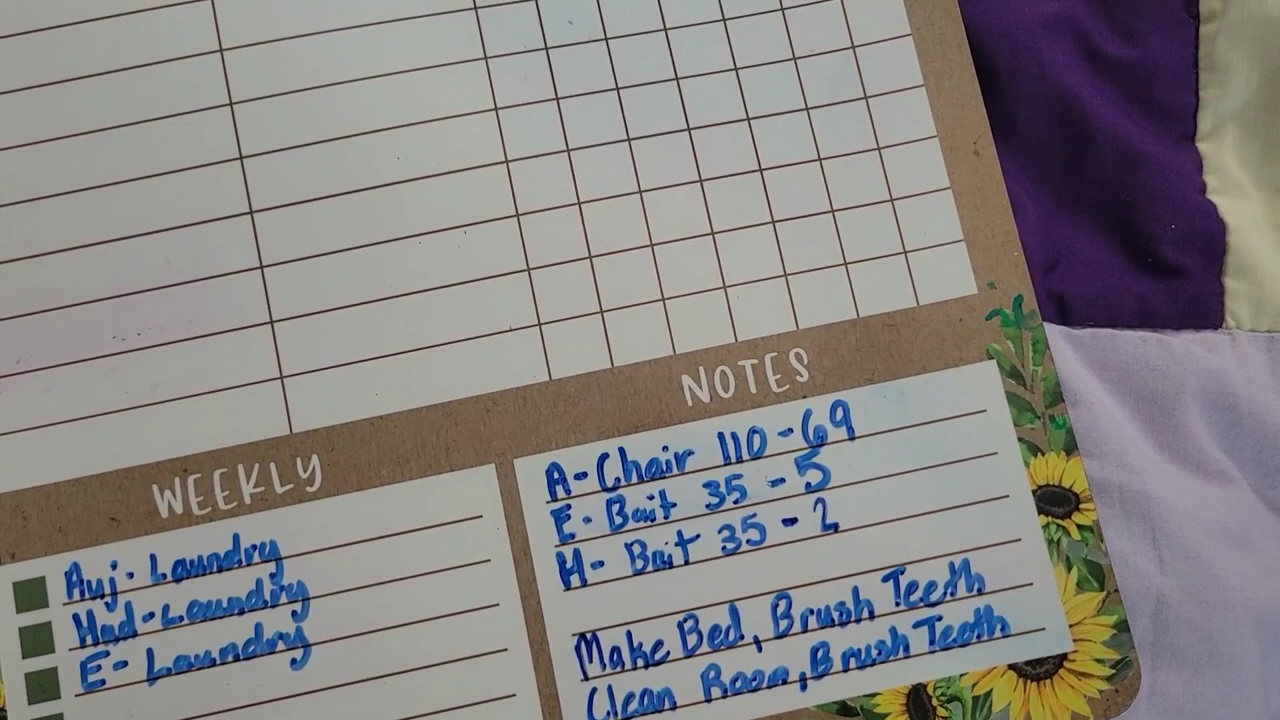 WEEKLY
Auj- Laundry
Had- Laundry
E- Laundry
NOTES
A- Chair 110 - 69
E- Bait 35 - 5
H- Bait 35 - 2
Make Bed, Brush Teeth
Clean Room, Brush Teeth